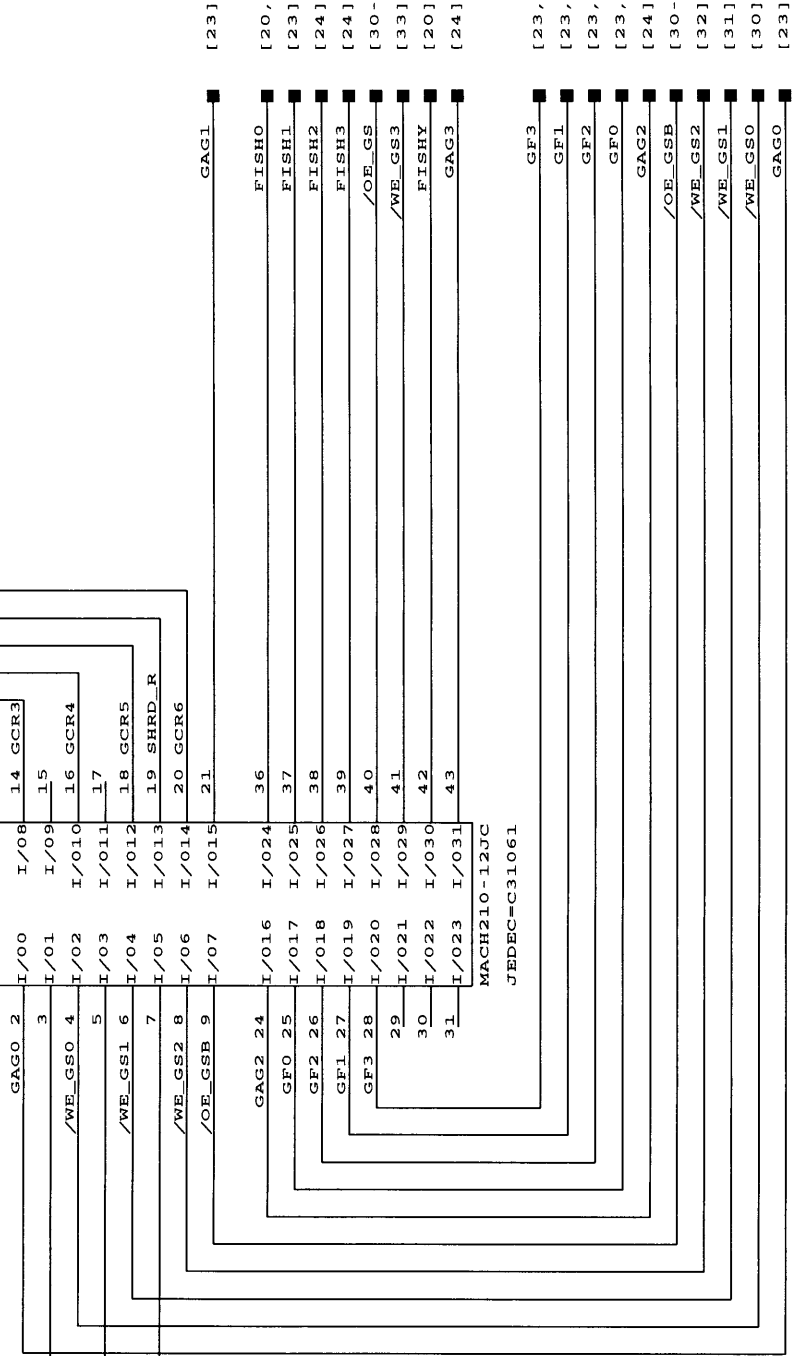 GAG0 2 I/O0 I/O8 14 GCR3
3 I/O1 I/O9 15
/WE_GS0 4 I/O2 I/O10 16 GCR4
5 I/O3 I/O11 17
/WE_GS1 6 I/O4 I/O12 18 GCR5
7 I/O5 I/O13 19 SHRD_R
/WE_GS2 8 I/O6 I/O14 20 GCR6
/OE_GSB 9 I/O7 I/O15 21 GAG1 [23]
GAG2 24 I/O16 I/O24 36 FISH0 [20,
GF0 25 I/O17 I/O25 37 FISH1 [23]
GF2 26 I/O18 I/O26 38 FISH2 [24]
GF1 27 I/O19 I/O27 39 FISH3 [24]
GF3 28 I/O20 I/O28 40 /OE_GS [30-
29 I/O21 I/O29 41 /WE_GS3 [33]
30 I/O22 I/O30 42 FISHY [20]
31 I/O23 I/O31 43 GAG3 [24]
MACH210-12JC
JEDEC=C31061
GF3 [23,
GF1 [23,
GF2 [23,
GF0 [23,
GAG2 [24]
/OE_GSB [30-
/WE_GS2 [32]
/WE_GS1 [31]
/WE_GS0 [30]
GAG0 [23]